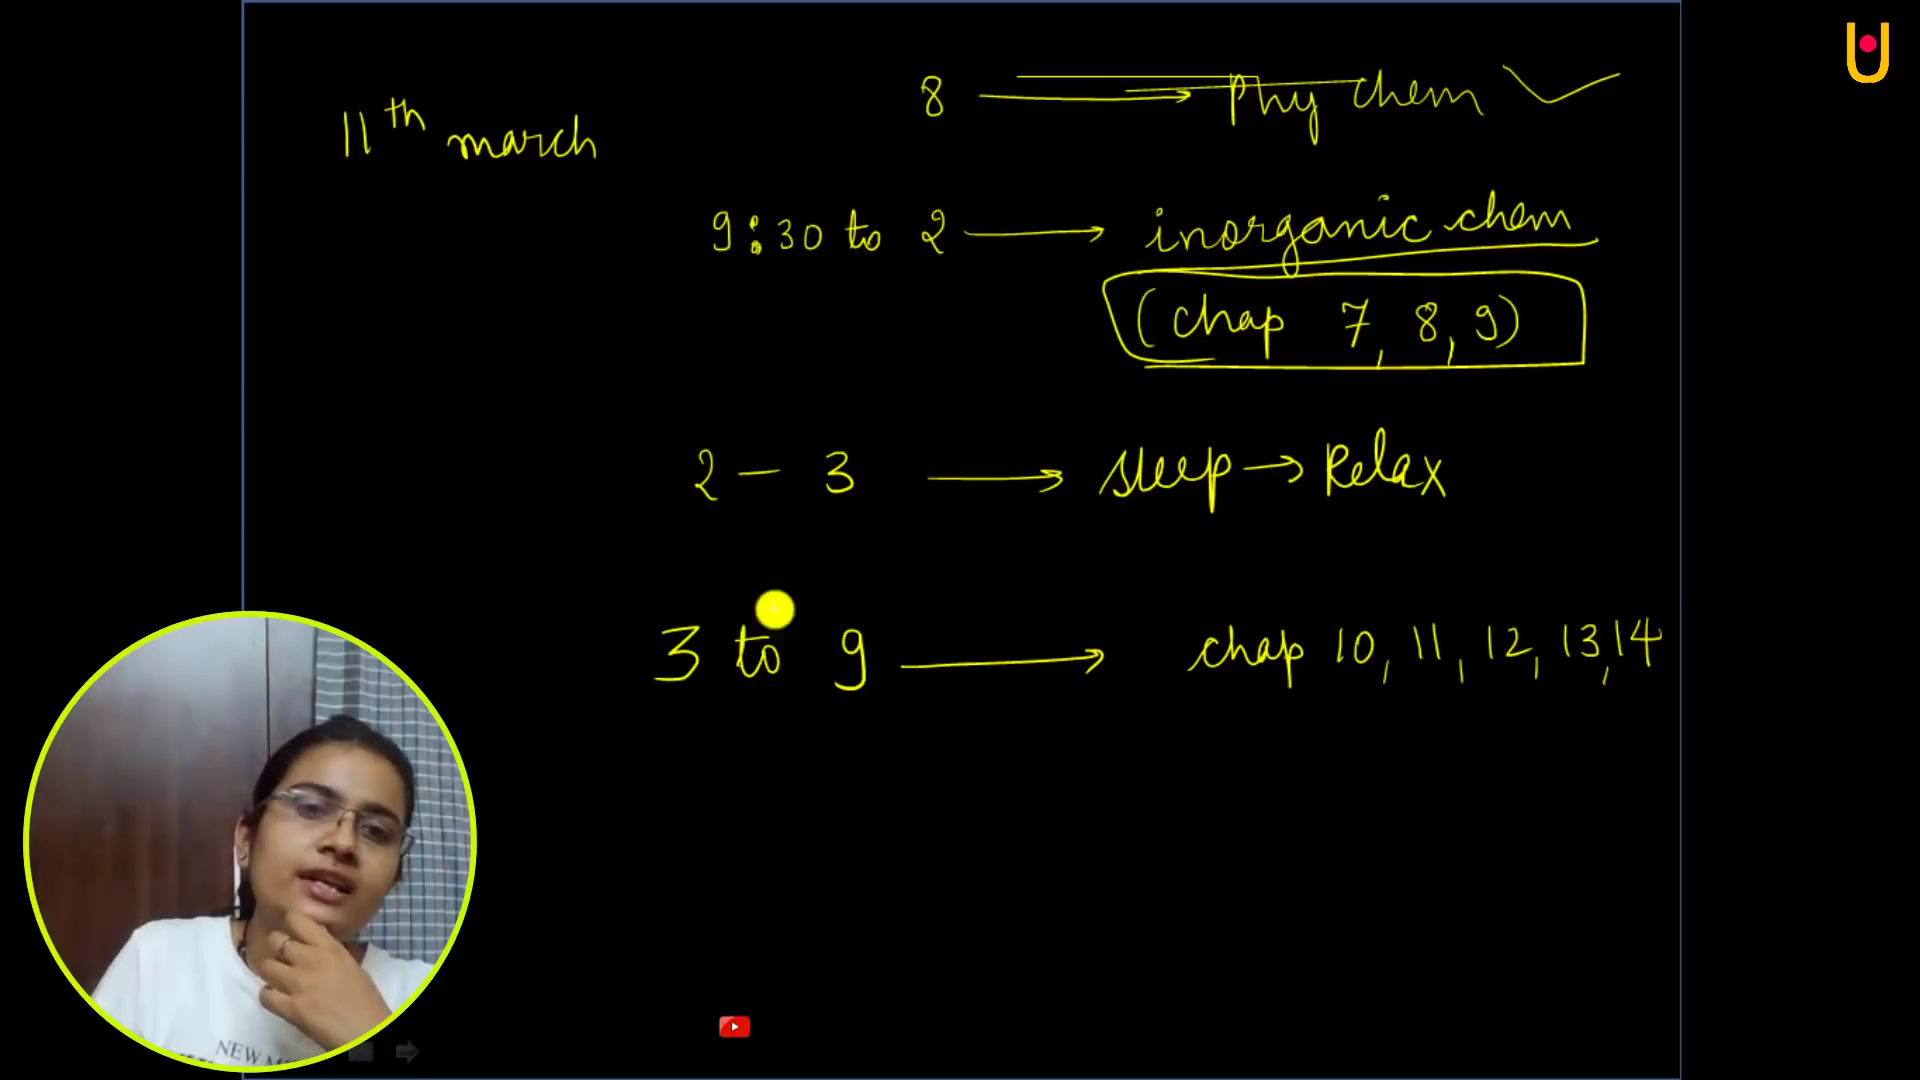 11th march
8 → Phy chem ✓
9:30 to 2 → inorganic chem
(chap 7, 8, 9)
2 - 3 → sleep → Relax
3 to 9 → chap 10, 11, 12, 13, 14
NEW